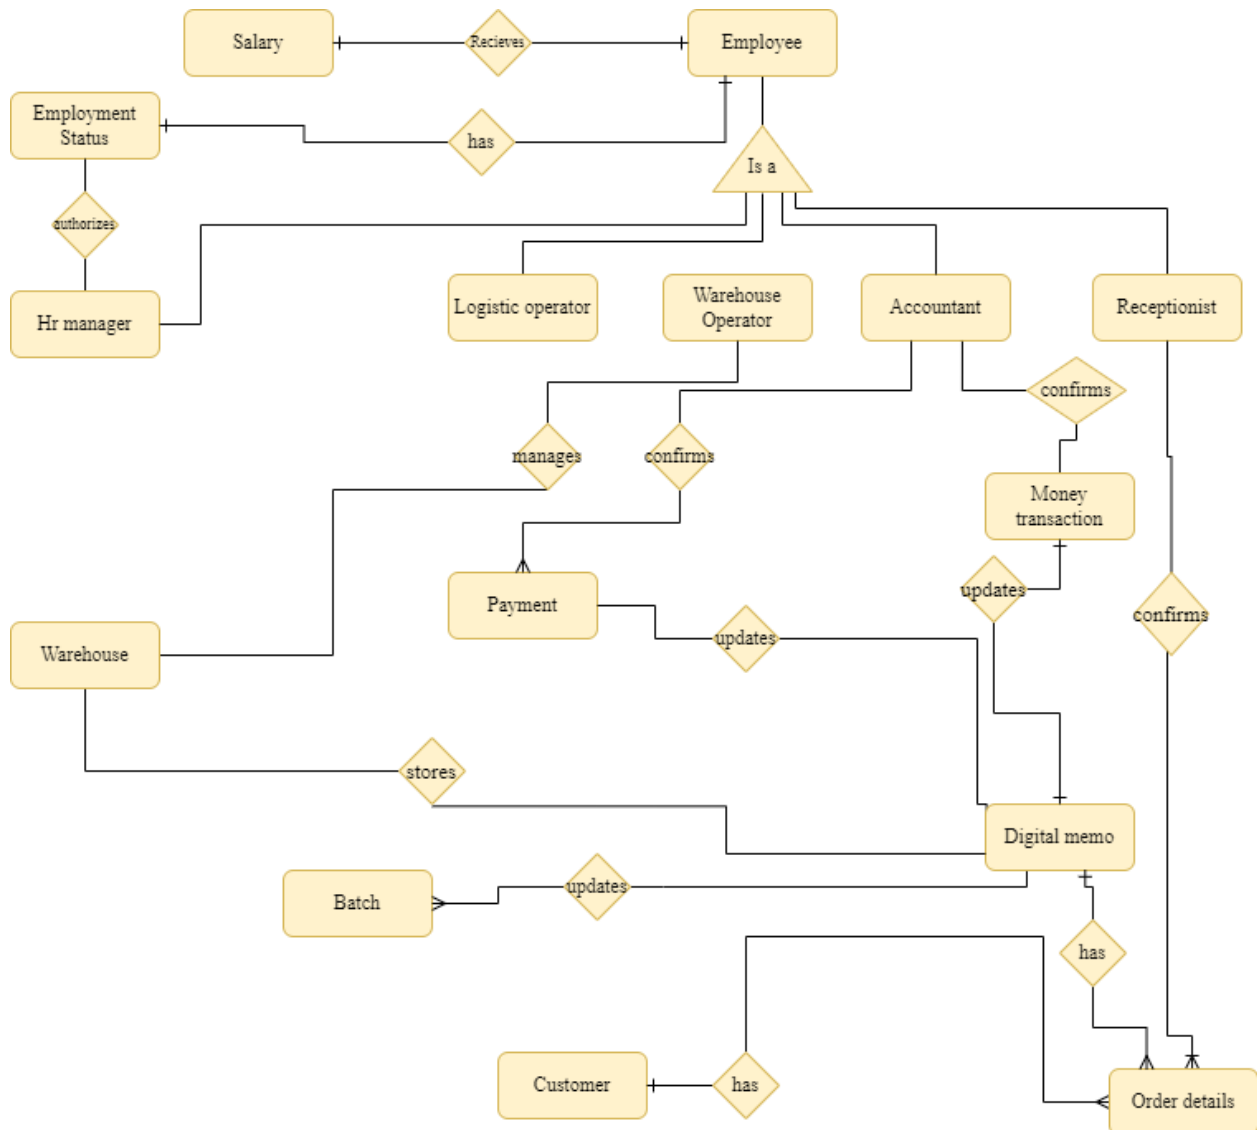 Salary
Recieves
Employee
Employment
Status
has
Is a
authorizes
Hr manager
Logistic operator
Warehouse
Operator
Accountant
Receptionist
confirms
manages
confirms
Money
transaction
updates
Payment
confirms
Warehouse
updates
stores
Digital memo
updates
Batch
has
Customer
has
Order details